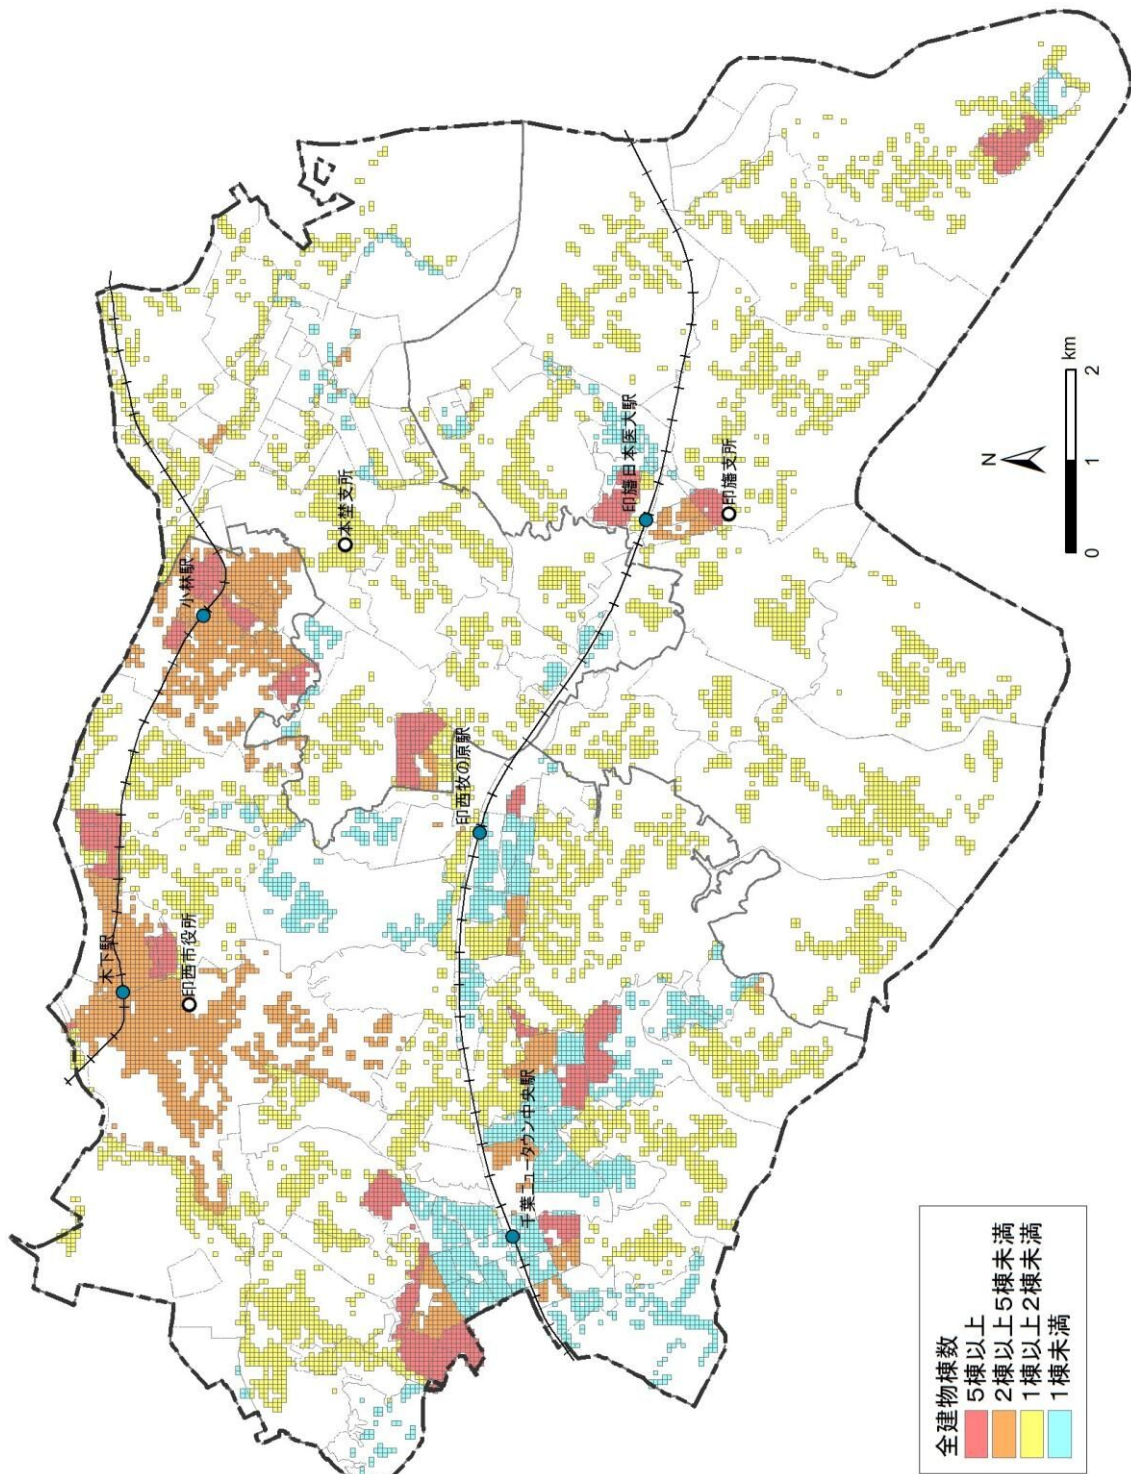 木下駅
印西市役所
小林駅
本埜支所
千葉ニュータウン中央駅
印西牧の原駅
印旛日本医大駅
印旛支所
N
0 1 2 km
全建物棟数
5棟以上
2棟以上5棟未満
1棟以上2棟未満
1棟未満